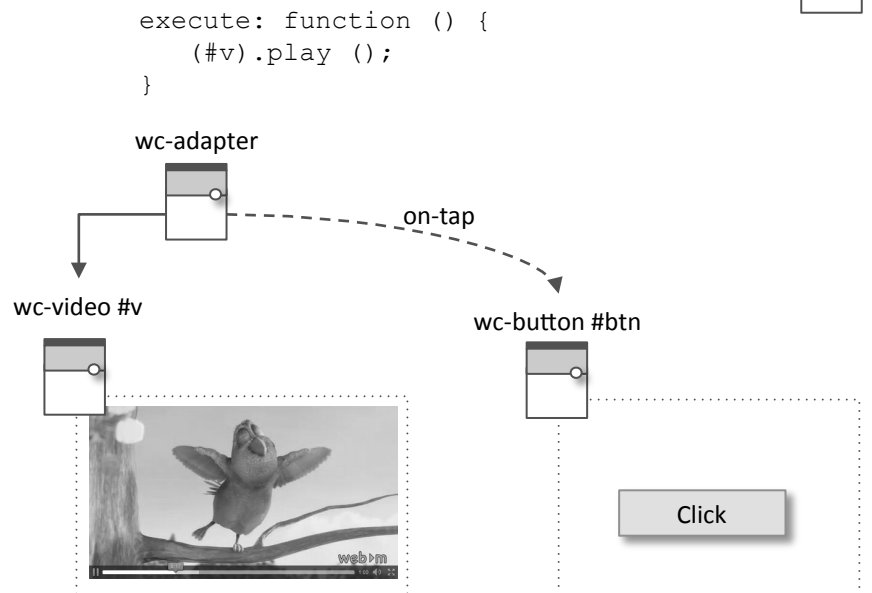 execute: function () {
(#v).play ();
}
wc-adapter
on-tap
wc-video #v
wc-button #btn
Click
web▸m